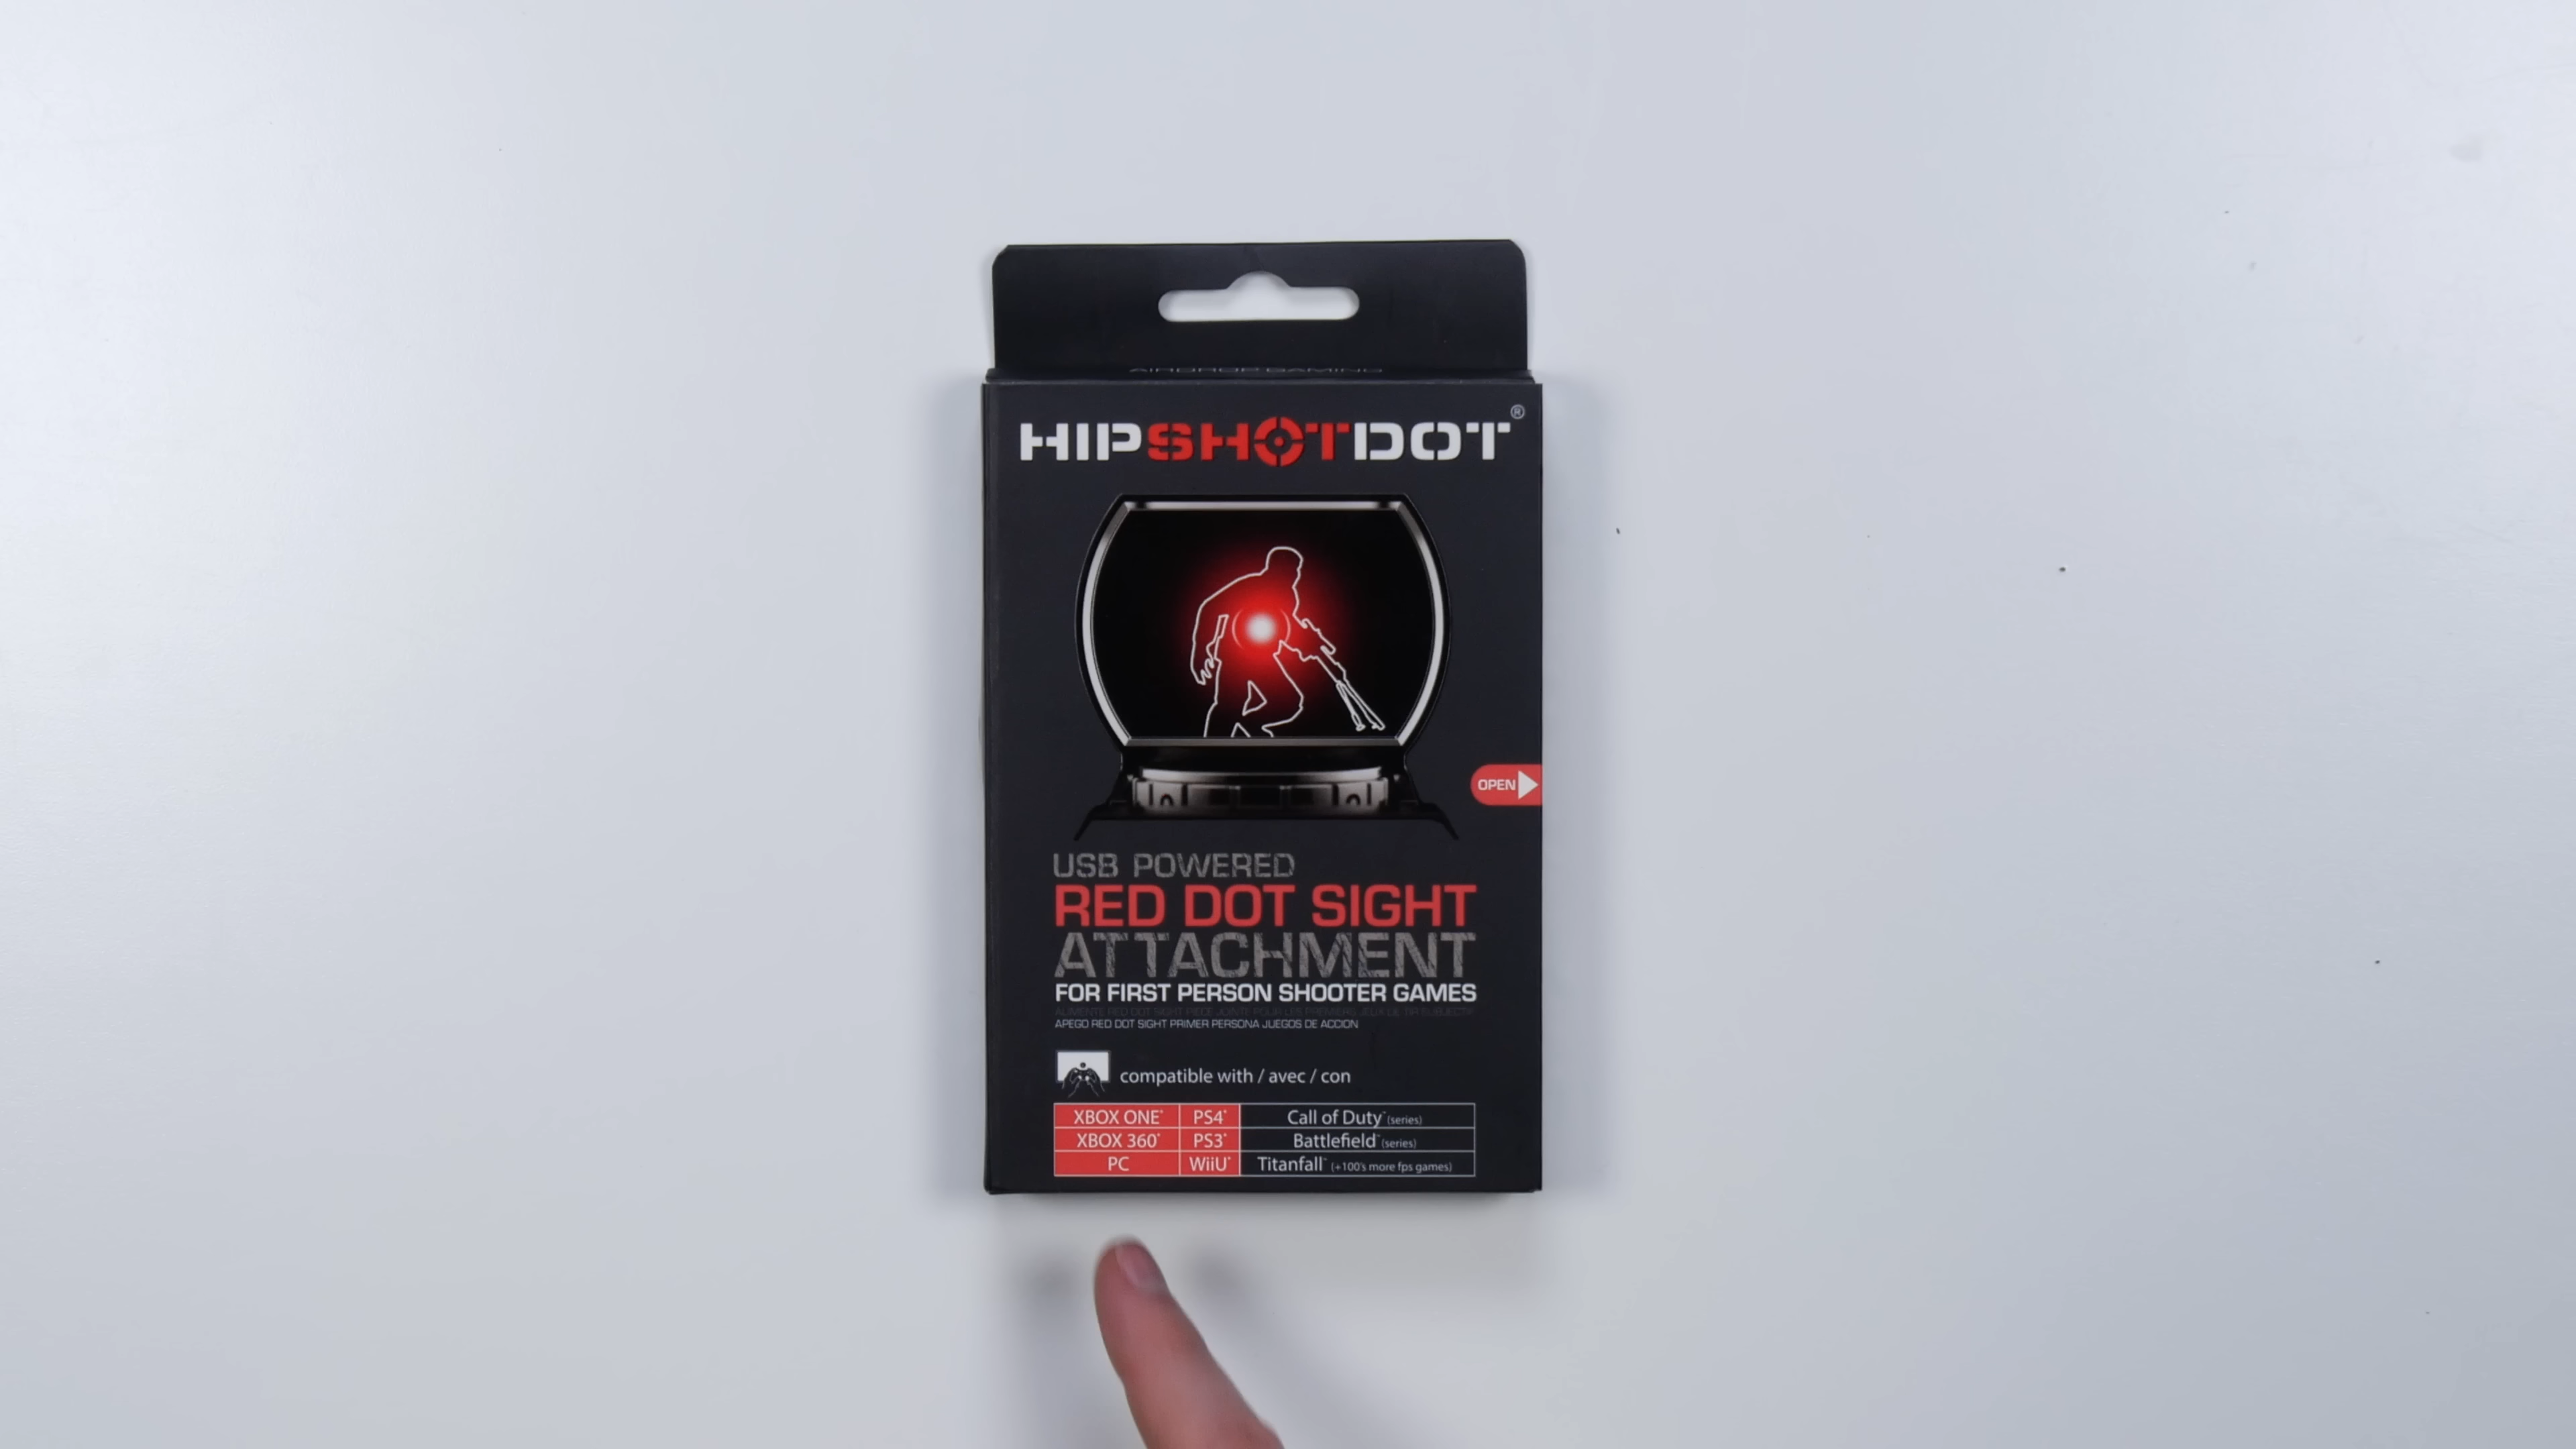 AIRDROP GAMING
HIPSHOTDOT®
OPEN
USB POWERED
RED DOT SIGHT
ATTACHMENT
FOR FIRST PERSON SHOOTER GAMES
APEGO RED DOT SIGHT PRIMER PERSONA JUEGOS DE ACCION
compatible with / avec / con
XBOX ONE PS4 Call of Duty (series)
XBOX 360 PS3 Battlefield (series)
PC WiiU Titanfall (+100's more fps games)